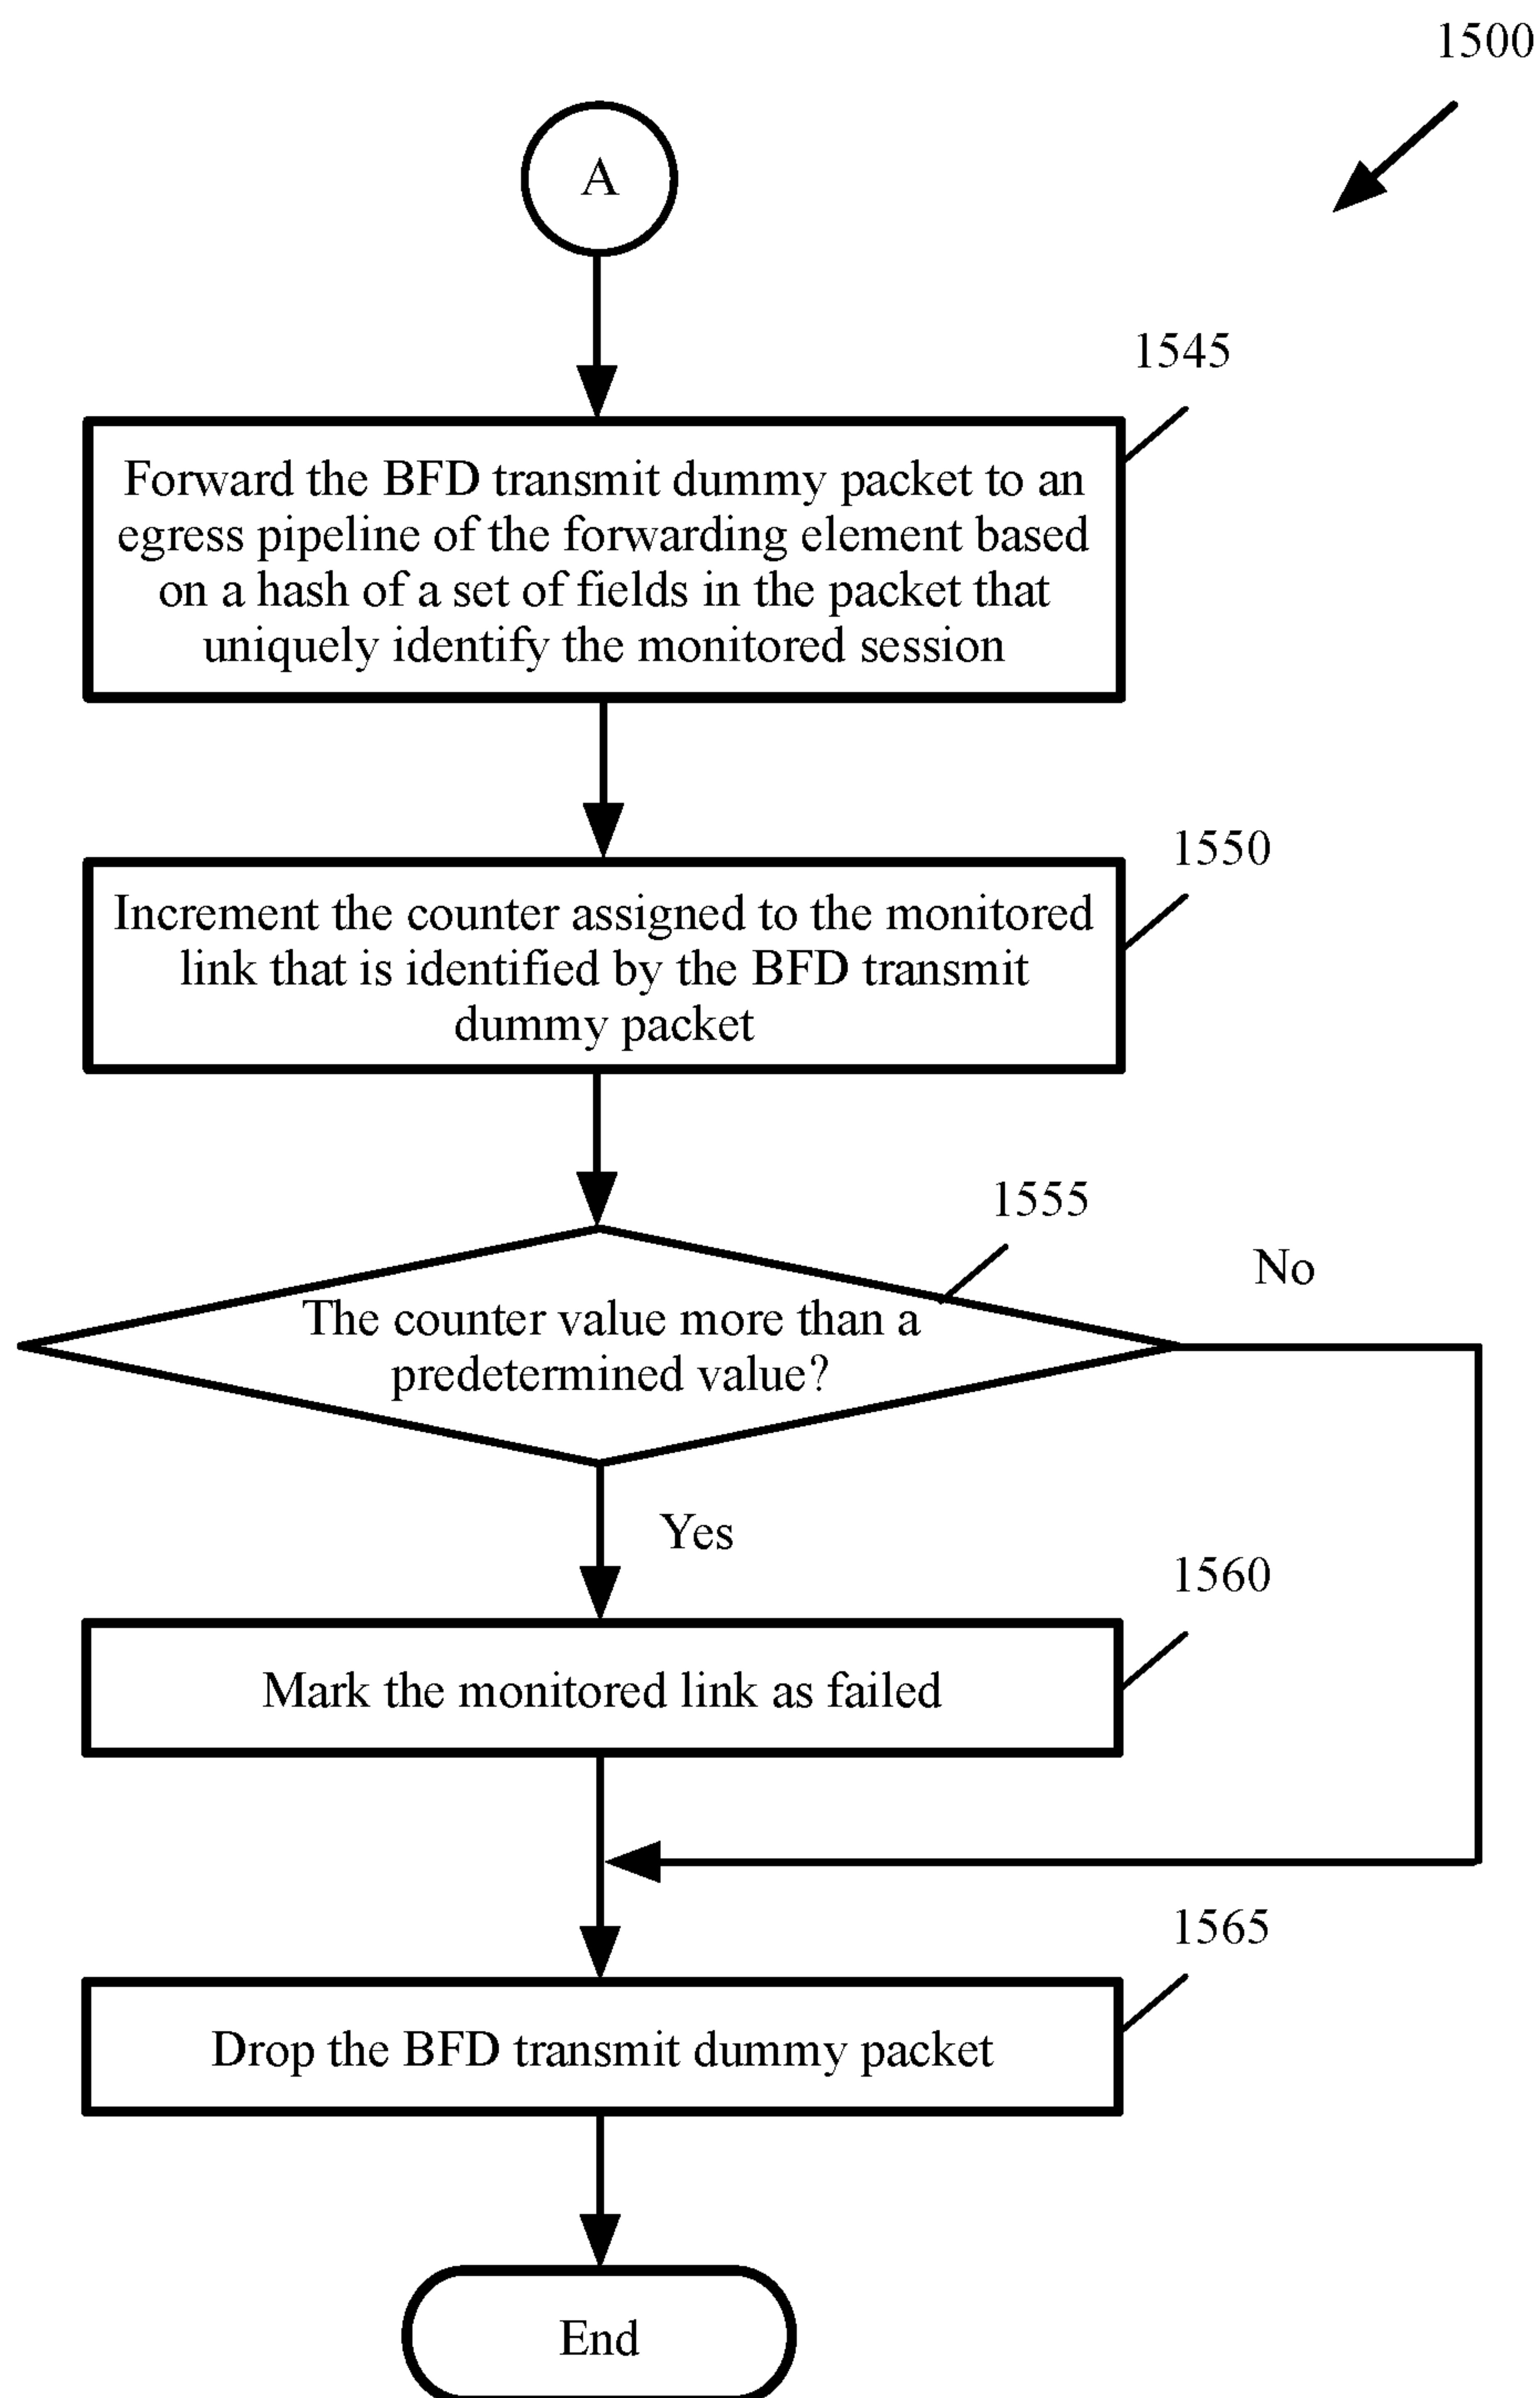 1500
A
1545
Forward the BFD transmit dummy packet to an
egress pipeline of the forwarding element based
on a hash of a set of fields in the packet that
uniquely identify the monitored session
1550
Increment the counter assigned to the monitored
link that is identified by the BFD transmit
dummy packet
1555
No
The counter value more than a
predetermined value?
Yes
1560
Mark the monitored link as failed
1565
Drop the BFD transmit dummy packet
End